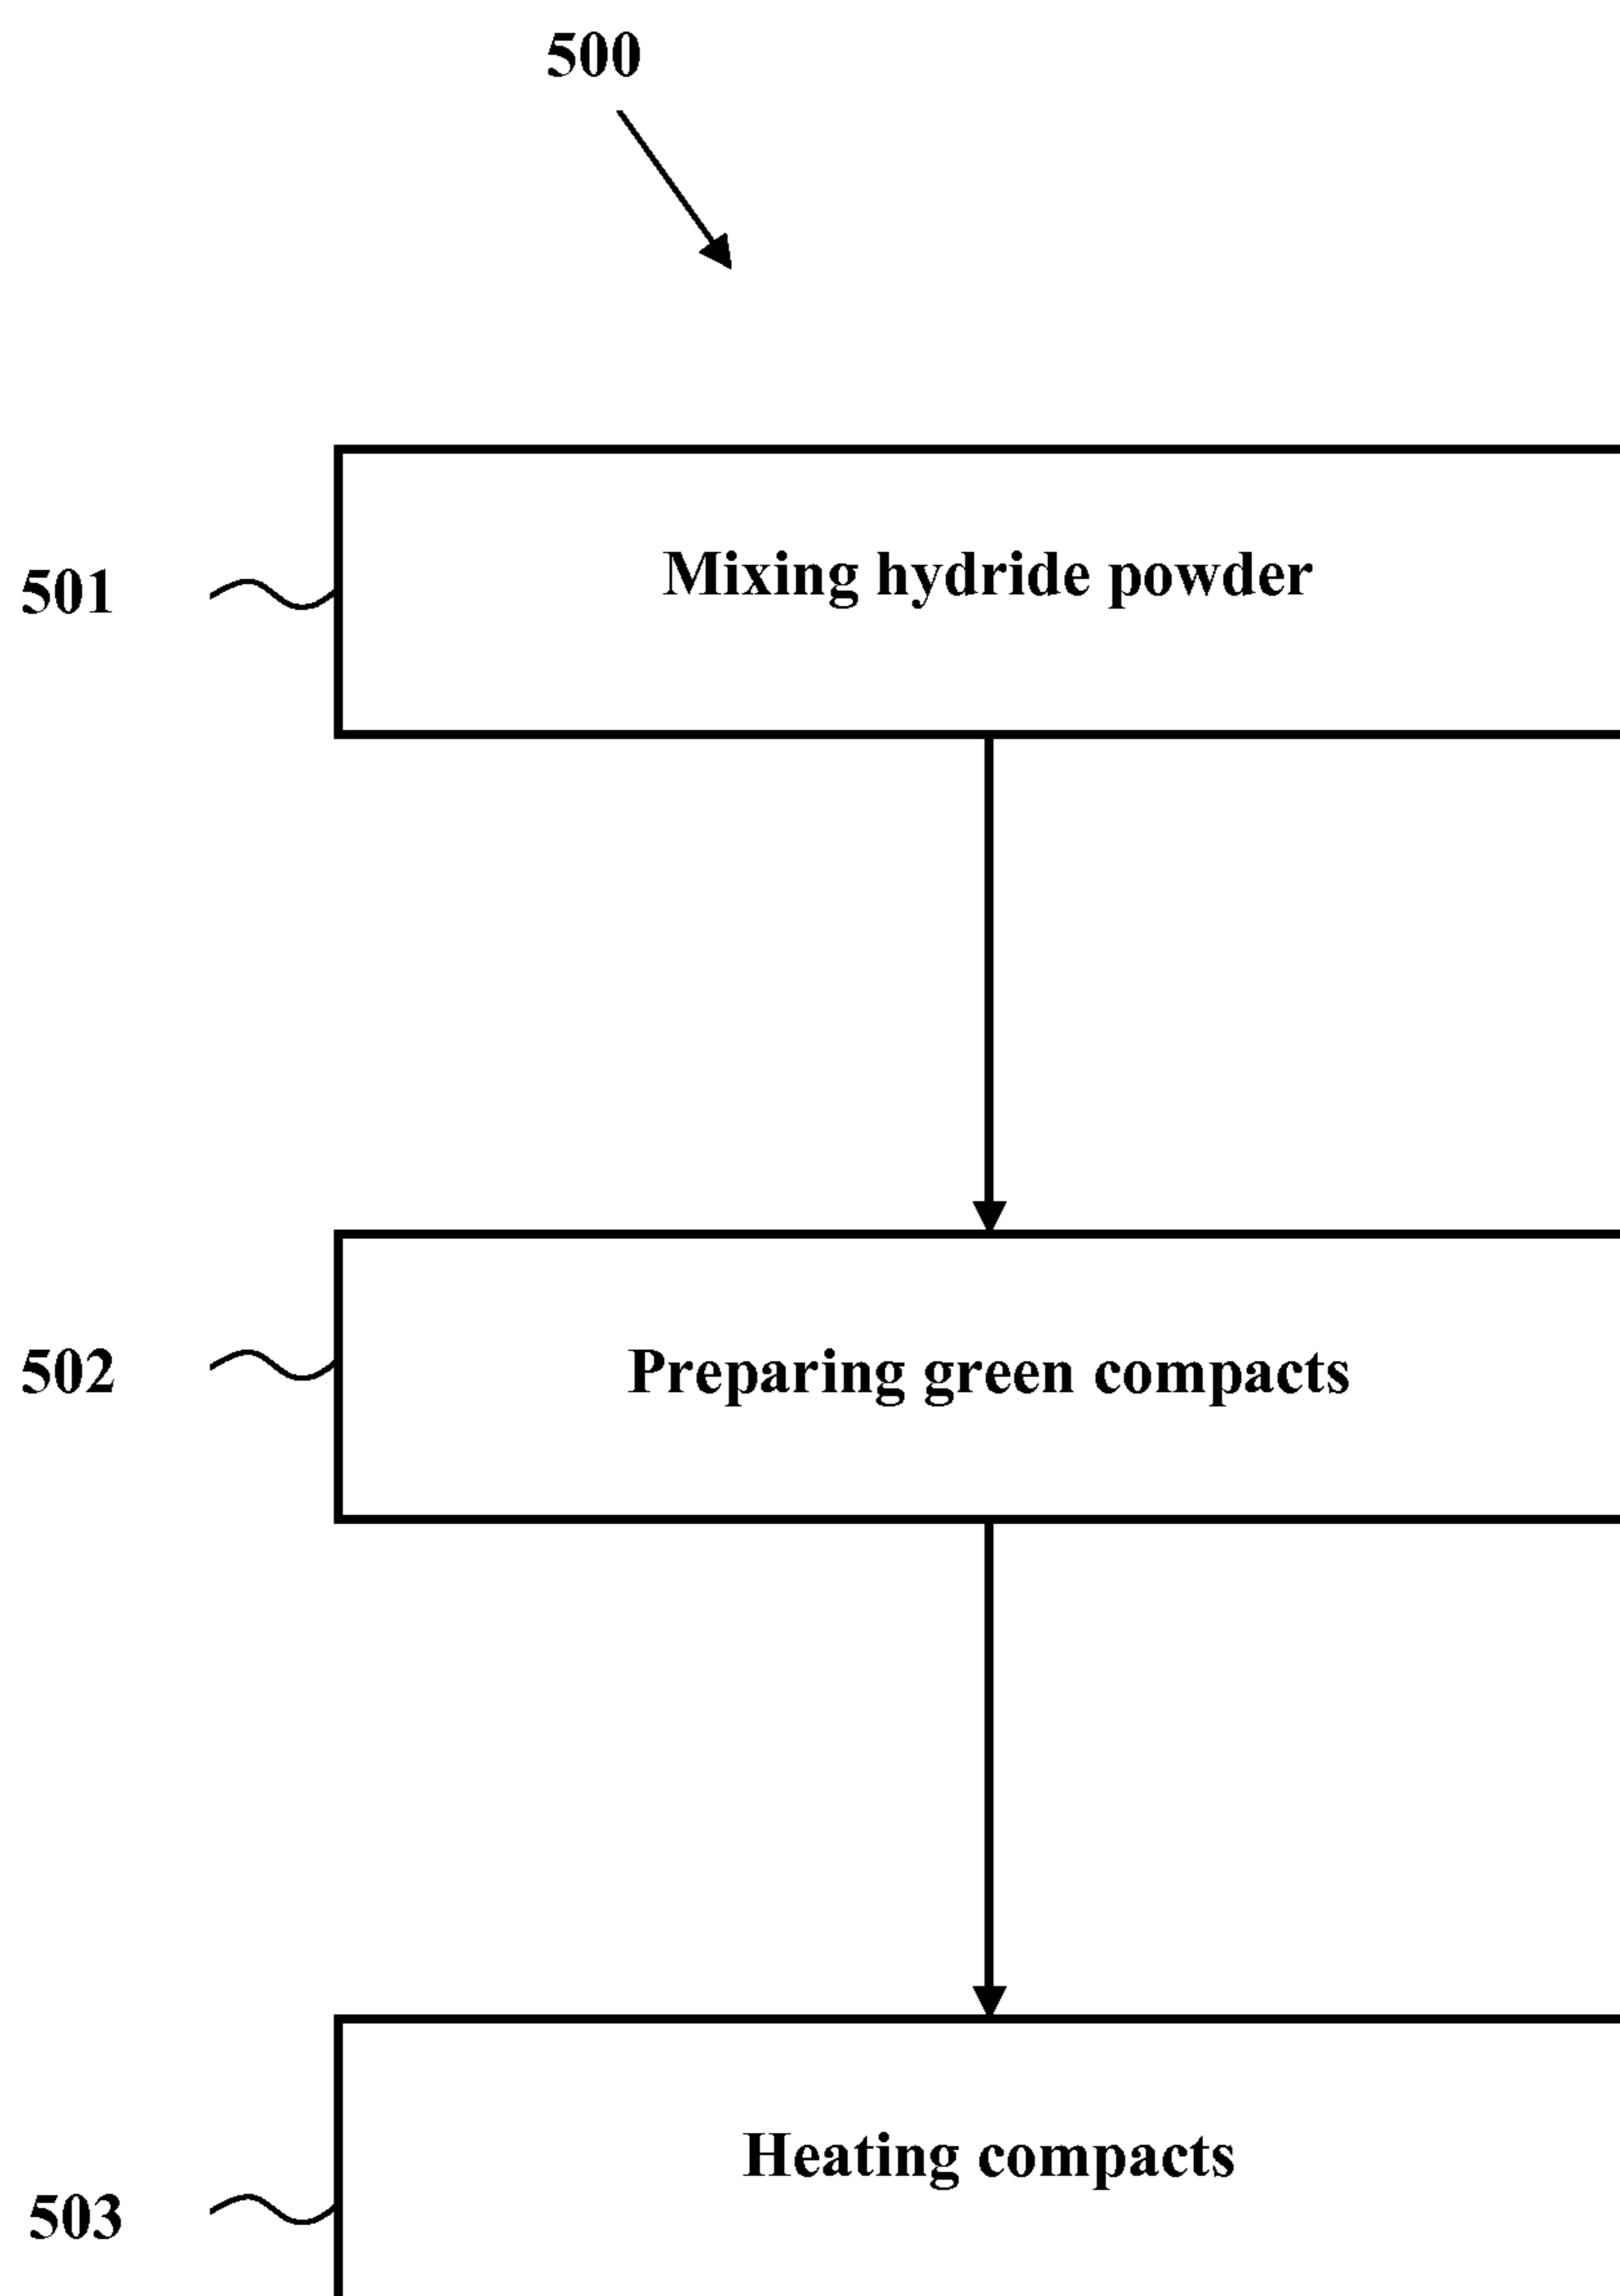 500
501
Mixing hydride powder
502
Preparing green compacts
Heating compacts
503